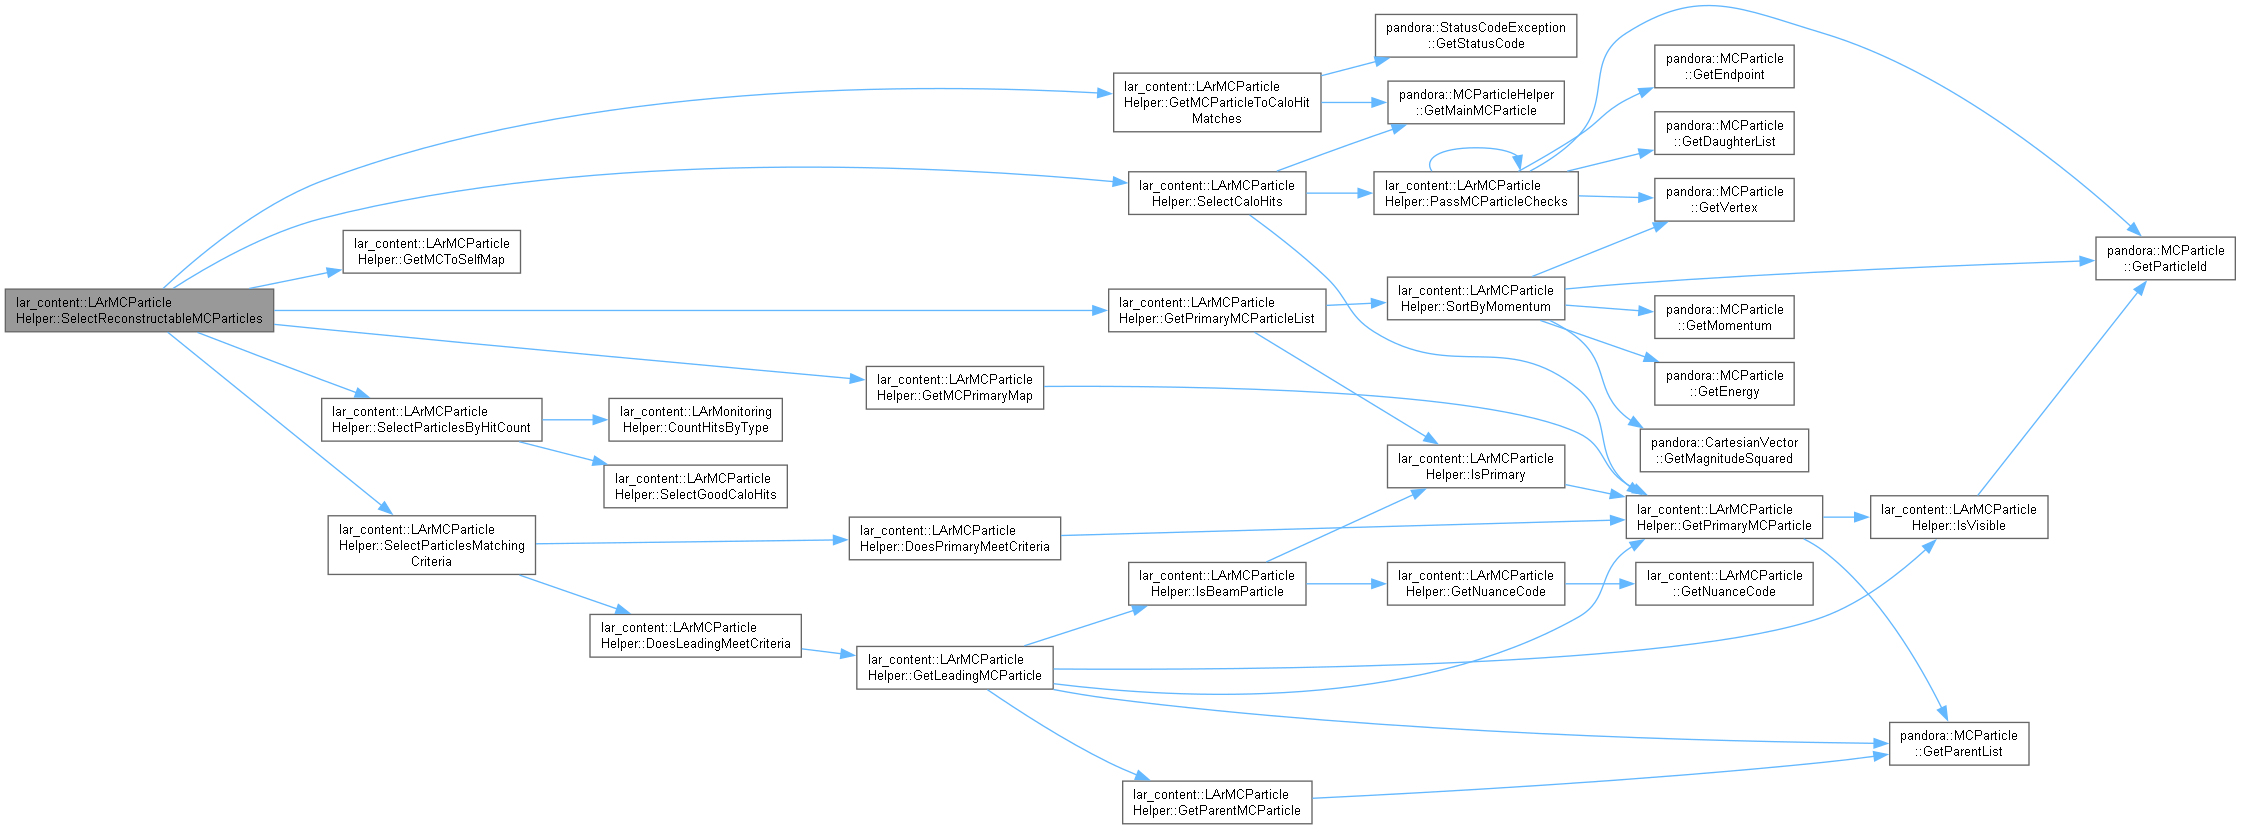 lar_content::LArMCParticle
Helper::SelectReconstructableMCParticles
lar_content::LArMCParticle
Helper::GetMCParticleToCaloHit
Matches
lar_content::LArMCParticle
Helper::SelectCaloHits
lar_content::LArMCParticle
Helper::GetMCToSelfMap
lar_content::LArMCParticle
Helper::GetPrimaryMCParticleList
lar_content::LArMCParticle
Helper::GetMCPrimaryMap
lar_content::LArMCParticle
Helper::SelectParticlesByHitCount
lar_content::LArMonitoring
Helper::CountHitsByType
lar_content::LArMCParticle
Helper::SelectGoodCaloHits
lar_content::LArMCParticle
Helper::SelectParticlesMatching
Criteria
lar_content::LArMCParticle
Helper::DoesPrimaryMeetCriteria
lar_content::LArMCParticle
Helper::DoesLeadingMeetCriteria
lar_content::LArMCParticle
Helper::GetLeadingMCParticle
lar_content::LArMCParticle
Helper::IsBeamParticle
lar_content::LArMCParticle
Helper::GetParentMCParticle
pandora::StatusCodeException
::GetStatusCode
pandora::MCParticleHelper
::GetMainMCParticle
lar_content::LArMCParticle
Helper::PassMCParticleChecks
lar_content::LArMCParticle
Helper::SortByMomentum
lar_content::LArMCParticle
Helper::IsPrimary
lar_content::LArMCParticle
Helper::GetNuanceCode
pandora::MCParticle
::GetEndpoint
pandora::MCParticle
::GetDaughterList
pandora::MCParticle
::GetVertex
pandora::MCParticle
::GetMomentum
pandora::MCParticle
::GetEnergy
pandora::CartesianVector
::GetMagnitudeSquared
lar_content::LArMCParticle
Helper::GetPrimaryMCParticle
lar_content::LArMCParticle
::GetNuanceCode
lar_content::LArMCParticle
Helper::IsVisible
pandora::MCParticle
::GetParentList
pandora::MCParticle
::GetParticleId